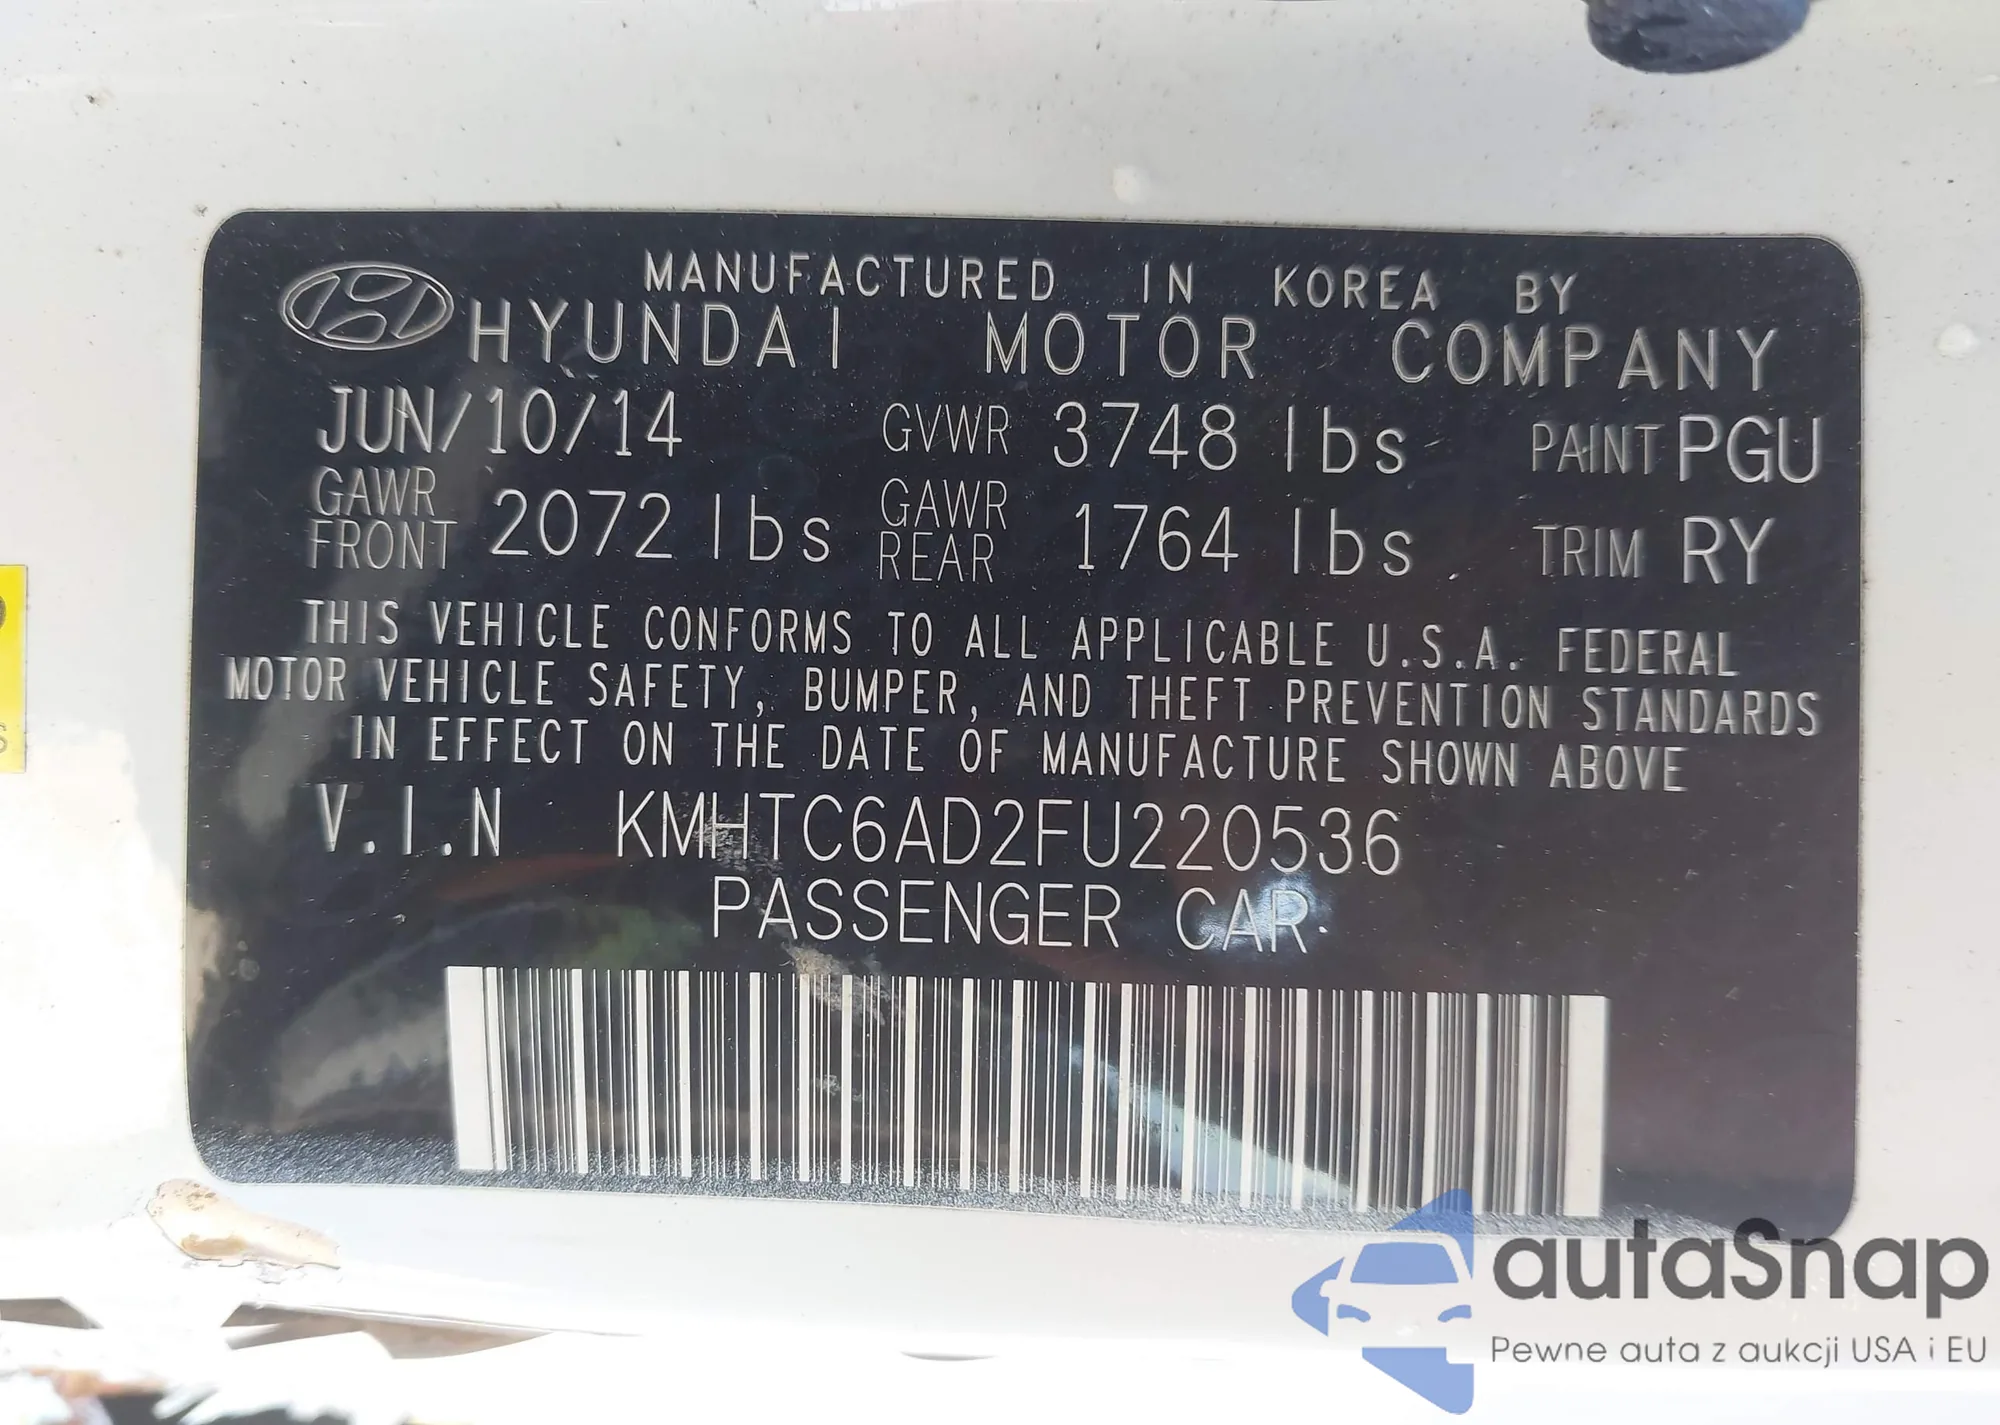 MANUFACTURED IN KOREA BY
HYUNDAI MOTOR COMPANY
JUN/10/14 GVWR 3748 lbs PAINT PGU
GAWR FRONT 2072 lbs GAWR REAR 1764 lbs TRIM RY
THIS VEHICLE CONFORMS TO ALL APPLICABLE U.S.A. FEDERAL
MOTOR VEHICLE SAFETY, BUMPER, AND THEFT PREVENTION STANDARDS
IN EFFECT ON THE DATE OF MANUFACTURE SHOWN ABOVE
V.I.N KMHTC6AD2FU220536
PASSENGER CAR
autaSnap
Pewne auta z aukcji USA i EU